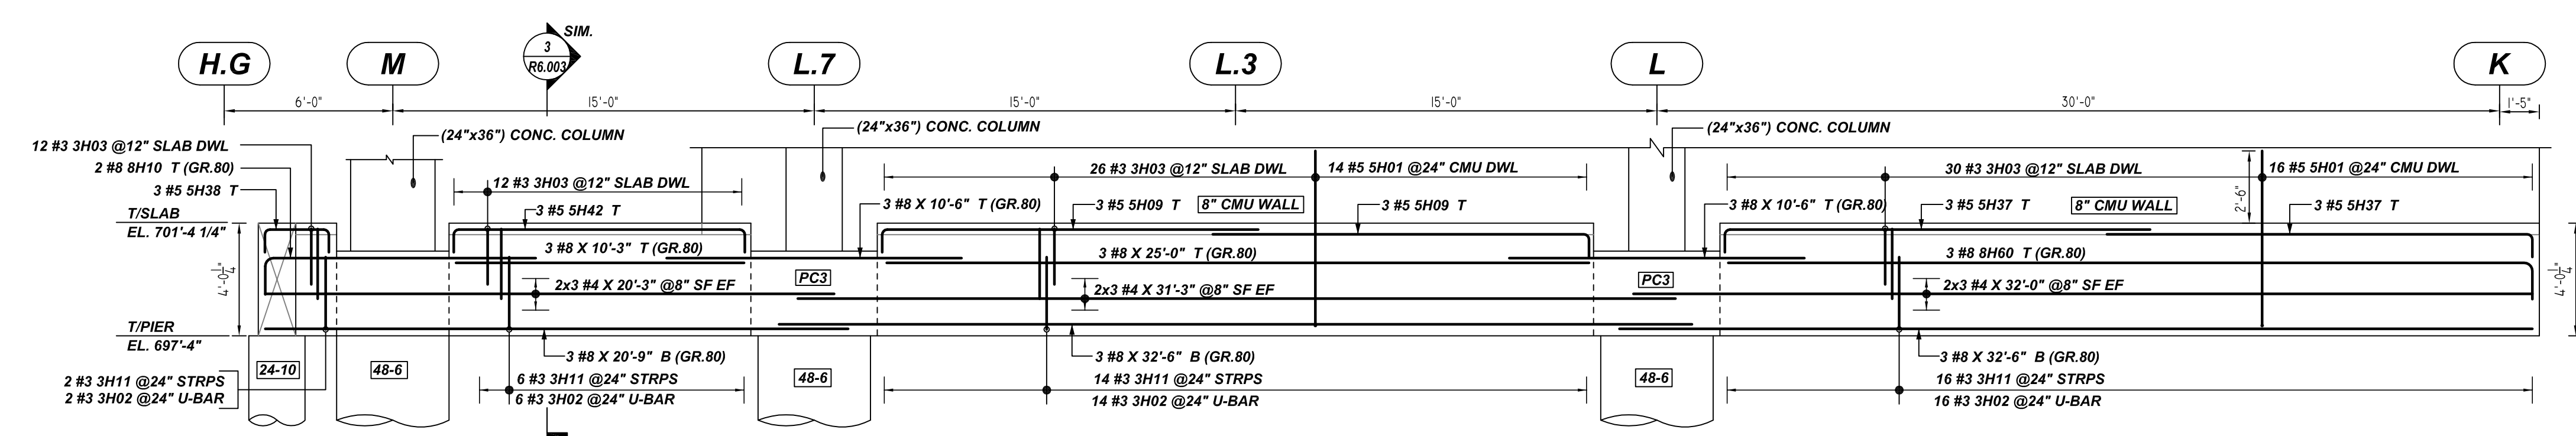 SIM.
H.G
M
3
R6.003
L.7
L.3
L
K
6'-0"
15'-0"
15'-0"
15'-0"
30'-0"
1'-5"
(24"x36") CONC. COLUMN
(24"x36") CONC. COLUMN
(24"x36") CONC. COLUMN
12 #3 3H03 @12" SLAB DWL
2 #8 8H10 T (GR.80)
3 #5 5H38 T
12 #3 3H03 @12" SLAB DWL
26 #3 3H03 @12" SLAB DWL
14 #5 5H01 @24" CMU DWL
30 #3 3H03 @12" SLAB DWL
16 #5 5H01 @24" CMU DWL
2'-6"
T/SLAB
EL. 701'-4 1/4"
3 #5 5H42 T
3 #8 X 10'-6" T (GR.80)
3 #5 5H09 T
8" CMU WALL
3 #5 5H09 T
3 #8 X 10'-6" T (GR.80)
3 #5 5H37 T
8" CMU WALL
3 #5 5H37 T
3 #8 X 10'-3" T (GR.80)
3 #8 X 25'-0" T (GR.80)
3 #8 8H60 T (GR.80)
4'-0 1/4"
PC3
PC3
4'-0 1/4"
2x3 #4 X 20'-3" @8" SF EF
2x3 #4 X 31'-3" @8" SF EF
2x3 #4 X 32'-0" @8" SF EF
T/PIER
EL. 697'-4"
3 #8 X 20'-9" B (GR.80)
3 #8 X 32'-6" B (GR.80)
3 #8 X 32'-6" B (GR.80)
24-10
48-6
48-6
48-6
2 #3 3H11 @24" STRPS
2 #3 3H02 @24" U-BAR
6 #3 3H11 @24" STRPS
6 #3 3H02 @24" U-BAR
14 #3 3H11 @24" STRPS
14 #3 3H02 @24" U-BAR
16 #3 3H11 @24" STRPS
16 #3 3H02 @24" U-BAR